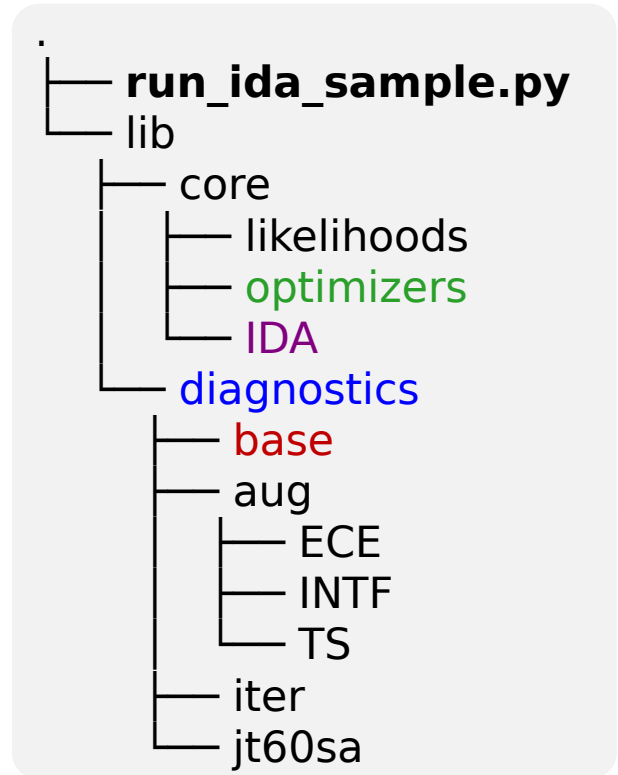 .
run_ida_sample.py
lib
core
likelihoods
optimizers
IDA
diagnostics
base
aug
ECE
INTF
TS
iter
jt60sa